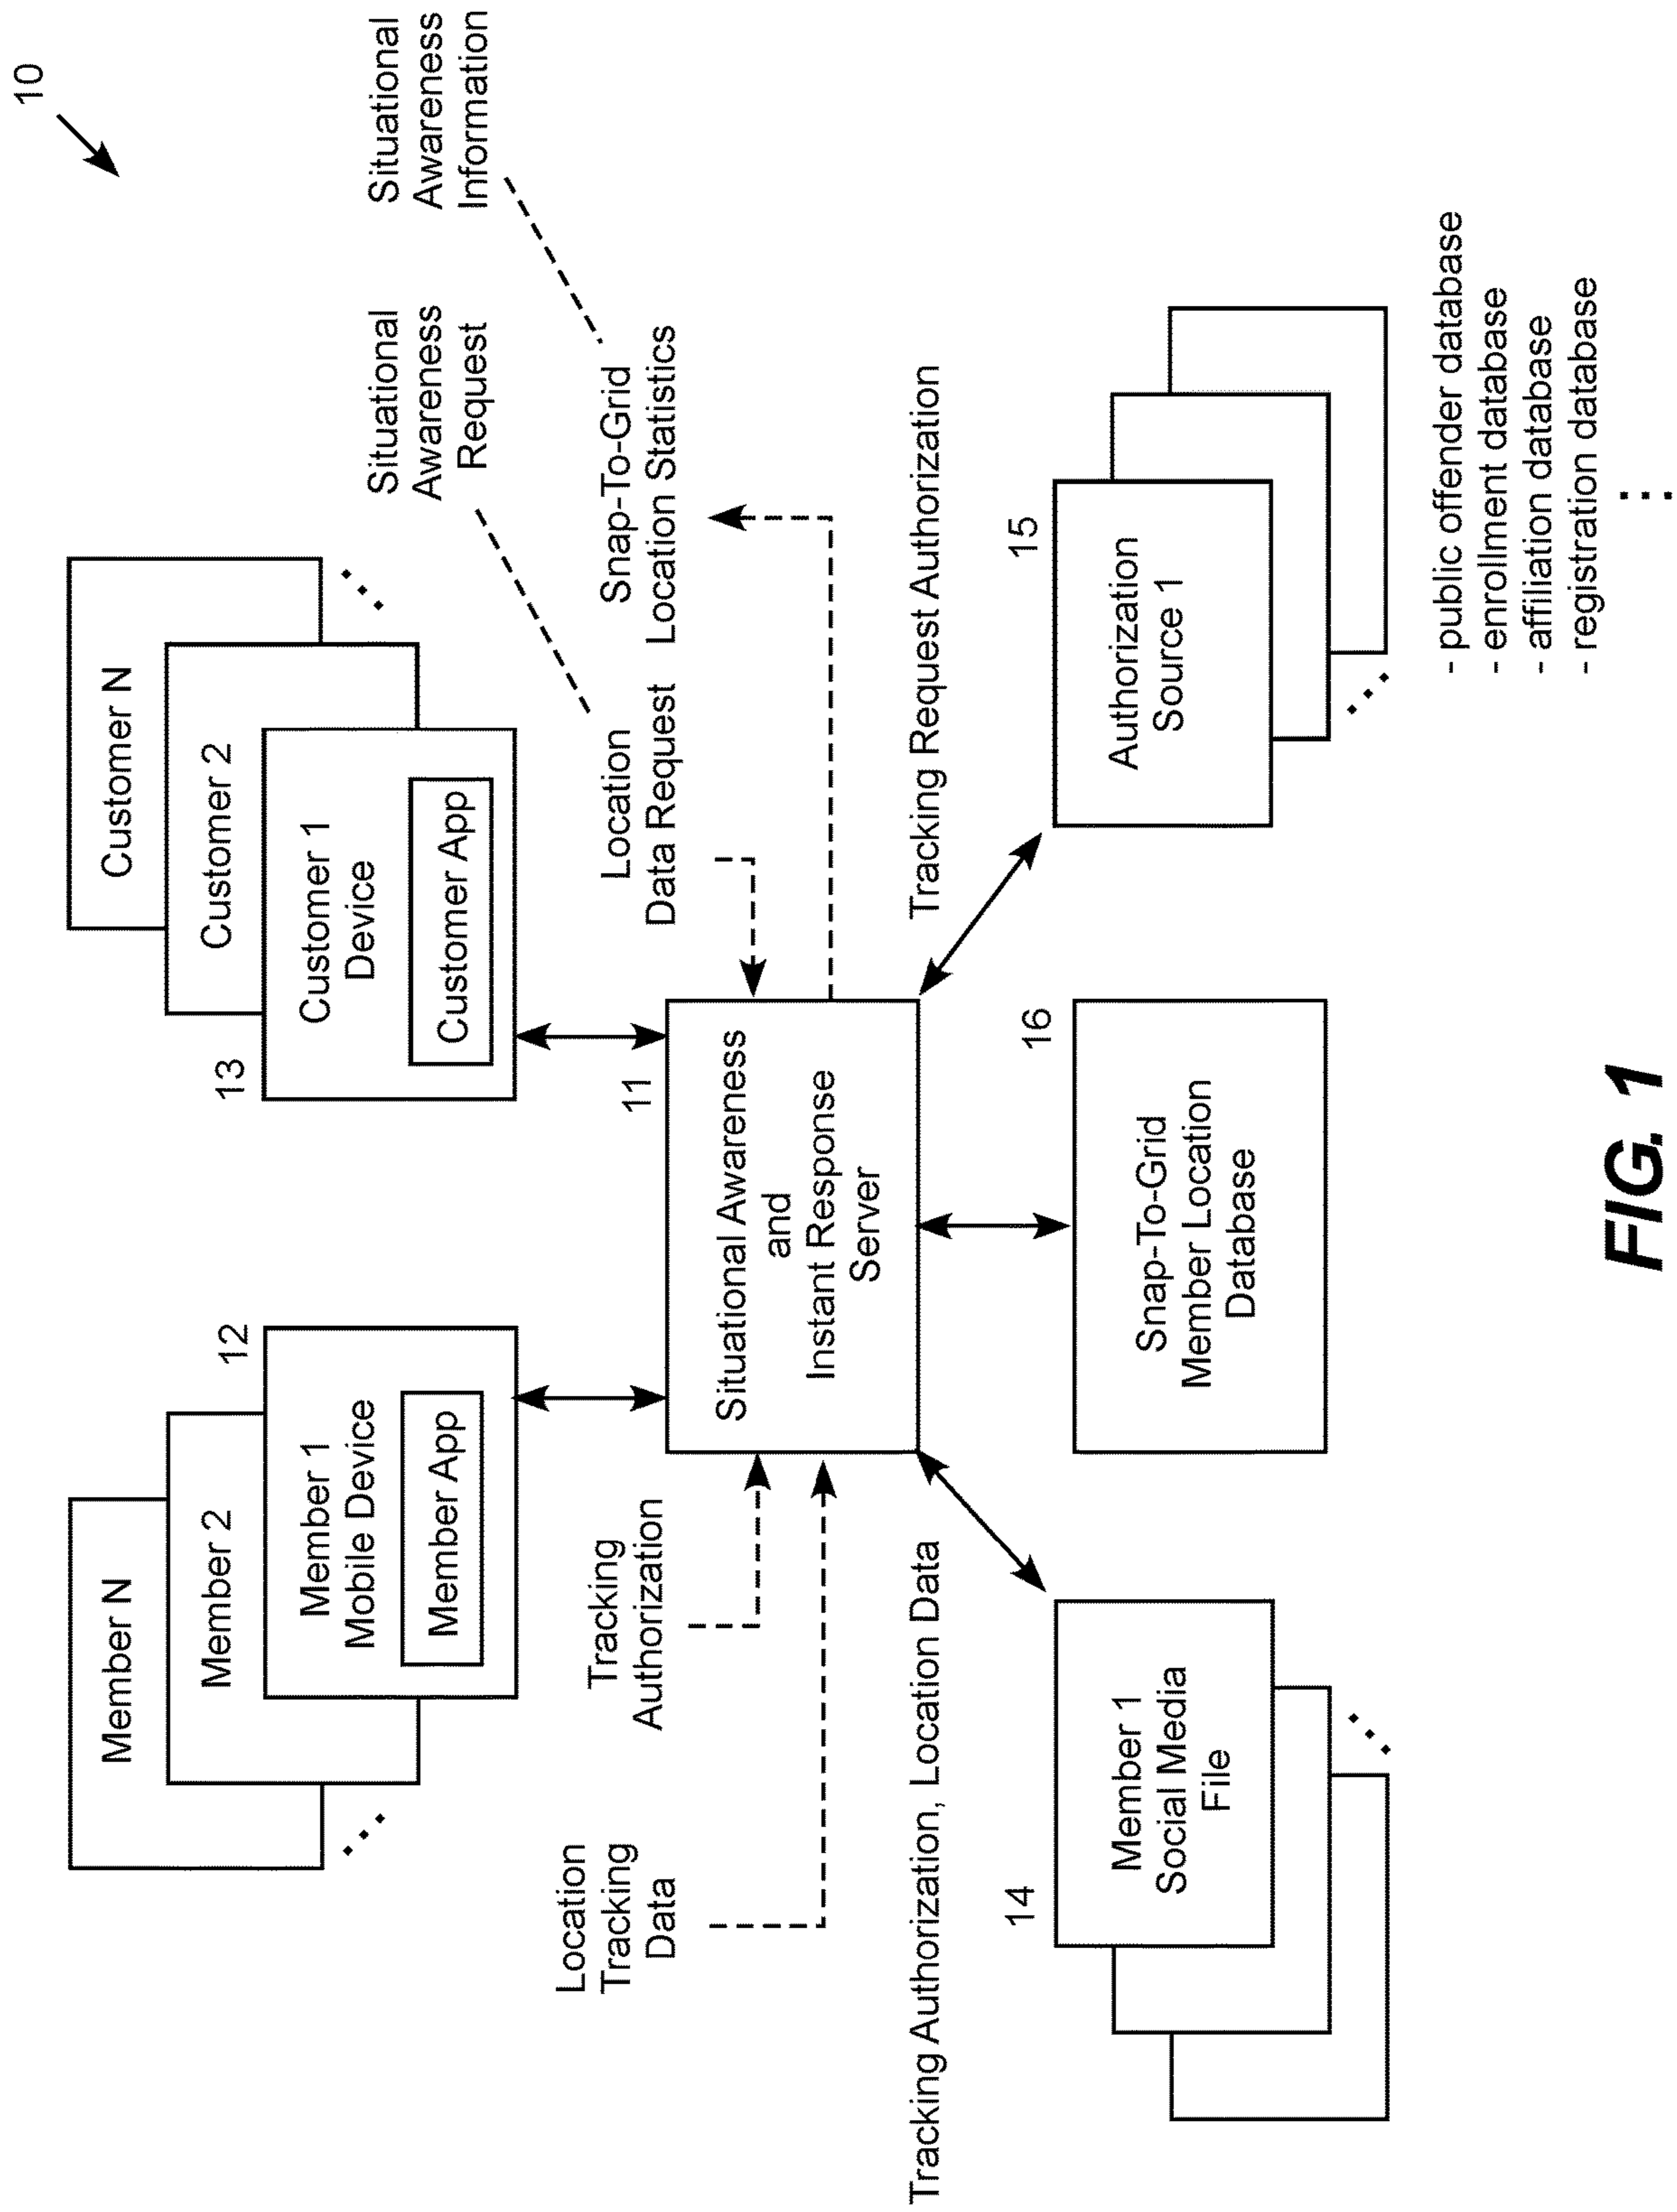 10
Member N
Member 2
12
Member 1
Mobile Device
Member App
Customer N
Customer 2
13
Customer 1
Device
Customer App
Situational
Awareness
Request
Situational
Awareness
Information
Location
Tracking
Data
Tracking
Authorization
11
Situational Awareness
and
Instant Response
Server
Location
Data Request
Snap-To-Grid
Location Statistics
Tracking Authorization, Location Data
Tracking Request Authorization
14
Member 1
Social Media
File
16
Snap-To-Grid
Member Location
Database
15
Authorization
Source 1
- public offender database
- enrollment database
- affiliation database
- registration database
FIG. 1